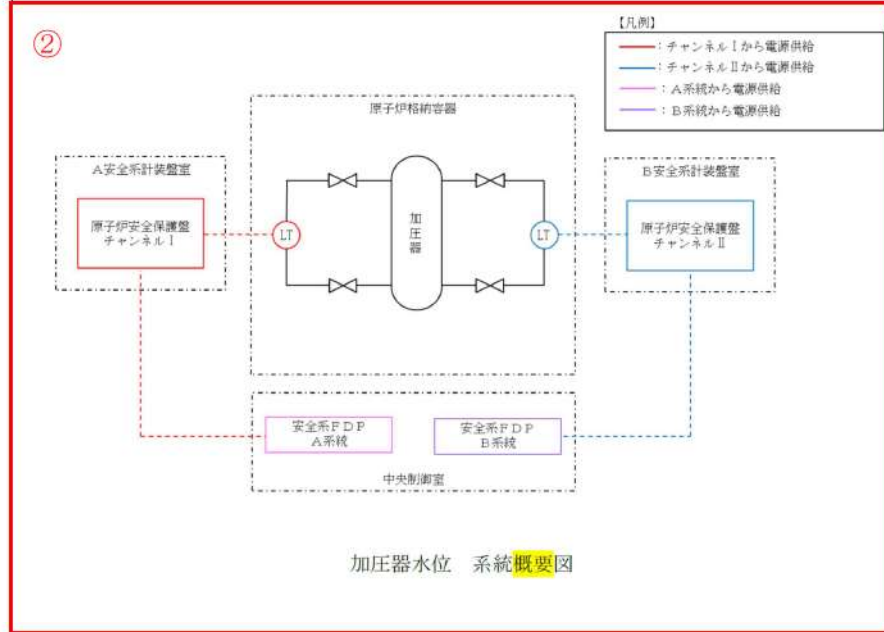 ②
【凡例】
：チャンネルⅠから電源供給
：チャンネルⅡから電源供給
：A系統から電源供給
：B系統から電源供給
原子炉格納容器
A安全系計装盤室
原子炉安全保護盤
チャンネルⅠ
LT
加
圧
器
LT
B安全系計装盤室
原子炉安全保護盤
チャンネルⅡ
安全系ＦＤＰ
A系統
安全系ＦＤＰ
B系統
中央制御室
加圧器水位　系統概要図